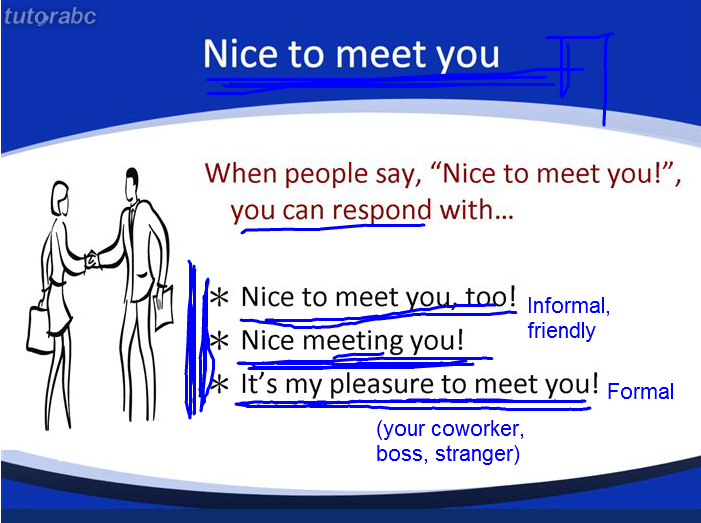 tutorabc
Nice to meet you
When people say, “Nice to meet you!”,
you can respond with…
* Nice to meet you, too!
Informal,
friendly
* Nice meeting you!
* It’s my pleasure to meet you!
Formal
(your coworker,
boss, stranger)